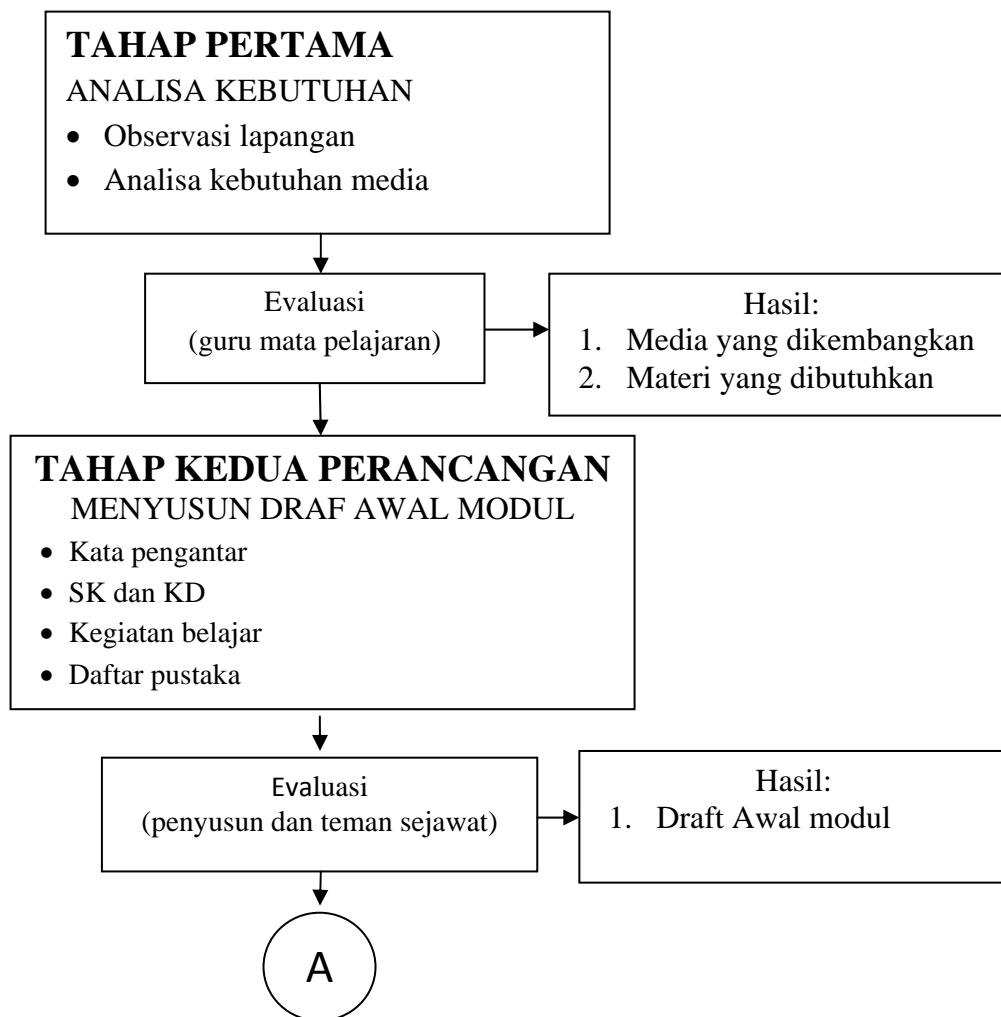 TAHAP PERTAMA
ANALISA KEBUTUHAN
• Observasi lapangan
• Analisa kebutuhan media
Evaluasi
(guru mata pelajaran)
Hasil:
1. Media yang dikembangkan
2. Materi yang dibutuhkan
TAHAP KEDUA PERANCANGAN
MENYUSUN DRAF AWAL MODUL
• Kata pengantar
• SK dan KD
• Kegiatan belajar
• Daftar pustaka
Evaluasi
(penyusun dan teman sejawat)
Hasil:
1. Draft Awal modul
A